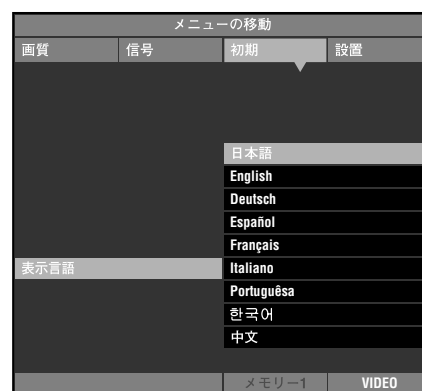 メニューの移動
画質 信号 初期 設置
日本語
English
Deutsch
Español
Français
表示言語 Italiano
Portuguêsa
한국어
中文
メモリー1 VIDEO